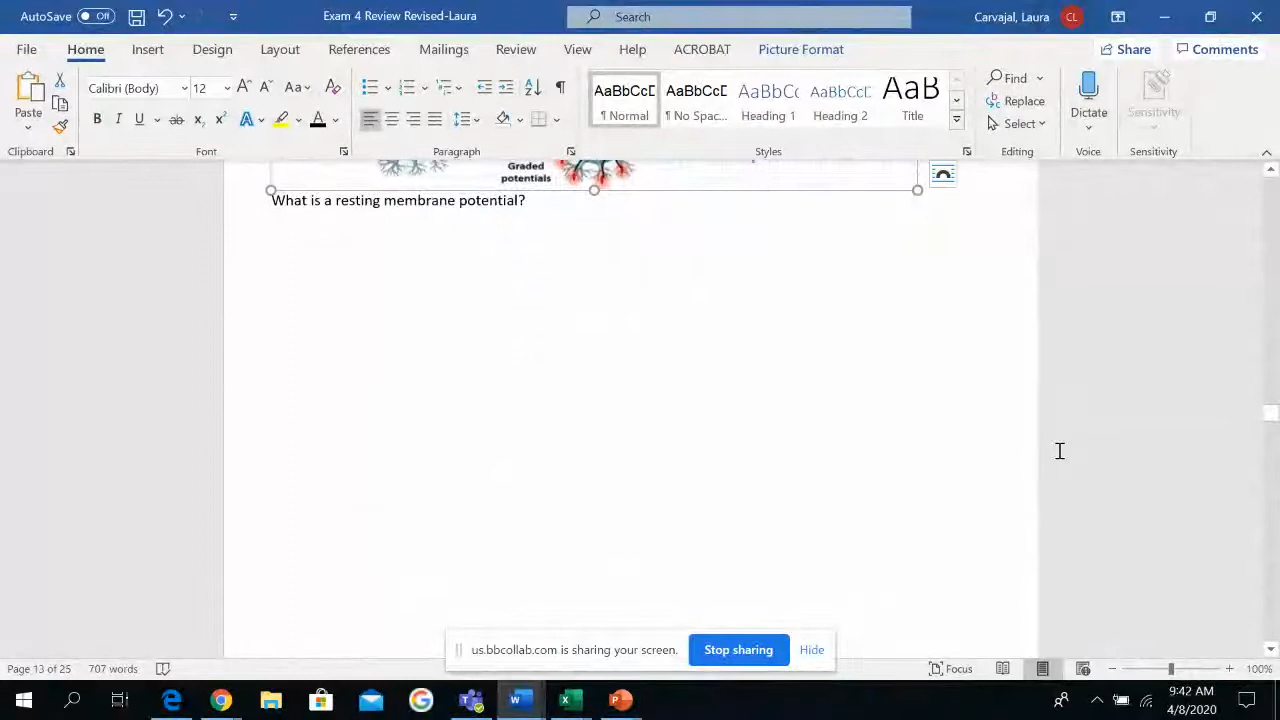 AutoSave Off Exam 4 Review Revised-Laura Search Carvajal, Laura CL
File Home Insert Design Layout References Mailings Review View Help ACROBAT Picture Format Share Comments
Paste
Clipboard
Calibri (Body) 12
Font
Paragraph
AaBbCcD AaBbCcD AaBbCc AaBbCcD AaB
¶ Normal ¶ No Spac... Heading 1 Heading 2 Title
Styles
Find
Replace
Select
Editing
Dictate
Voice
Sensitivity
Sensitivity
Graded
potentials
What is a resting membrane potential?
us.bbcollab.com is sharing your screen. Stop sharing Hide
Page 13 of 25 707 words Focus 100%
9:42 AM
4/8/2020